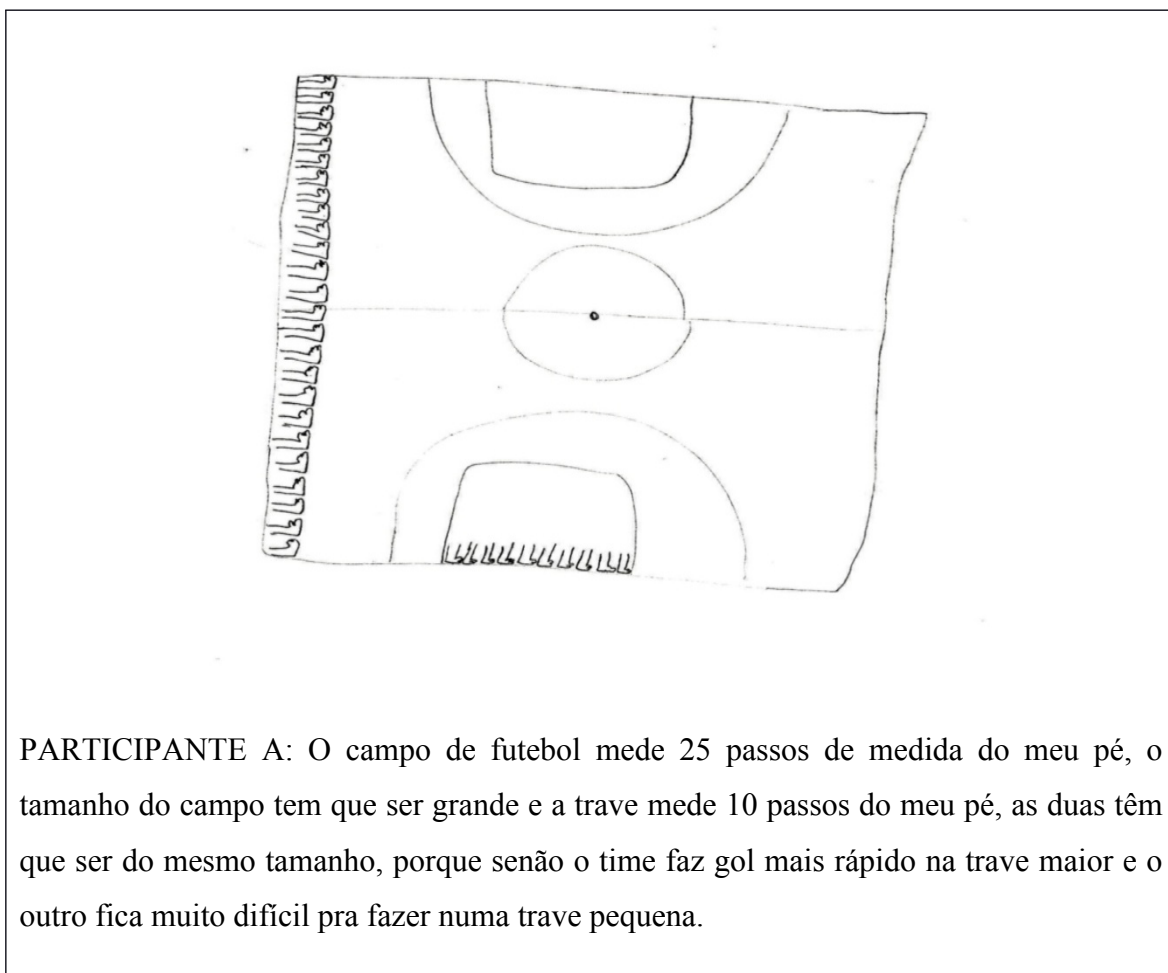 PARTICIPANTE A: O campo de futebol mede 25 passos de medida do meu pé, o
tamanho do campo tem que ser grande e a trave mede 10 passos do meu pé, as duas têm
que ser do mesmo tamanho, porque senão o time faz gol mais rápido na trave maior e o
outro fica muito difícil pra fazer numa trave pequena.